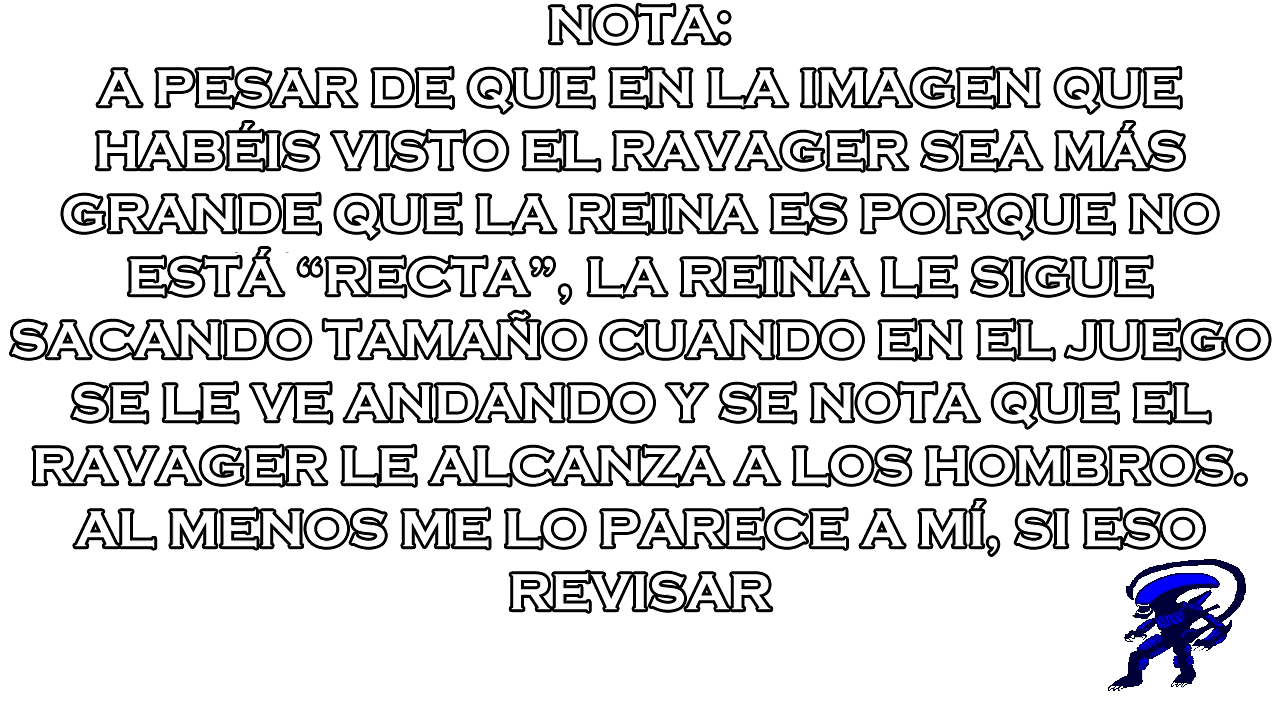 NOTA:
A PESAR DE QUE EN LA IMAGEN QUE
HABÉIS VISTO EL RAVAGER SEA MÁS
GRANDE QUE LA REINA ES PORQUE NO
ESTÁ “RECTA”, LA REINA LE SIGUE
SACANDO TAMAÑO CUANDO EN EL JUEGO
SE LE VE ANDANDO Y SE NOTA QUE EL
RAVAGER LE ALCANZA A LOS HOMBROS.
AL MENOS ME LO PARECE A MÍ, SI ESO
REVISAR